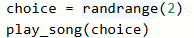 choice = randrange(2)
play_song(choice)